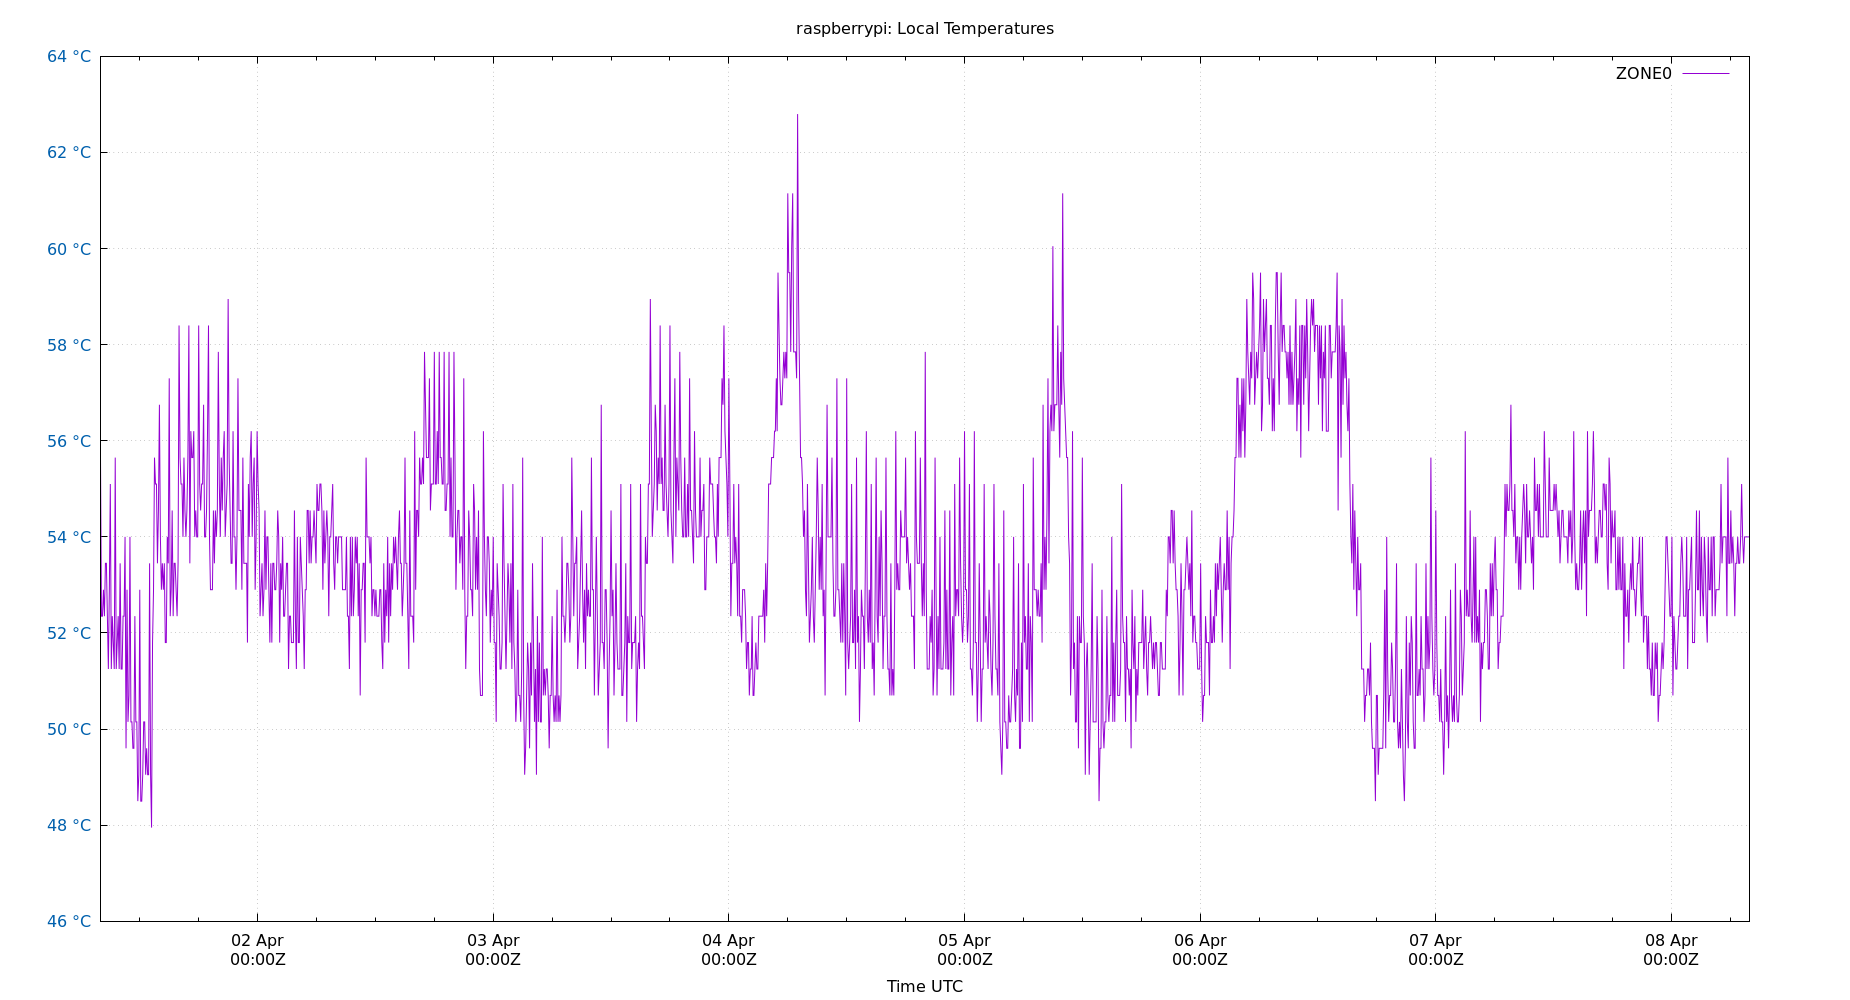 raspberrypi: Local Temperatures
64 °C
ZONE0
62 °C
60 °C
58 °C
56 °C
54 °C
52 °C
50 °C
48 °C
46 °C
02 Apr 03 Apr 04 Apr 05 Apr 06 Apr 07 Apr 08 Apr
00:00Z 00:00Z 00:00Z 00:00Z 00:00Z 00:00Z 00:00Z
Time UTC